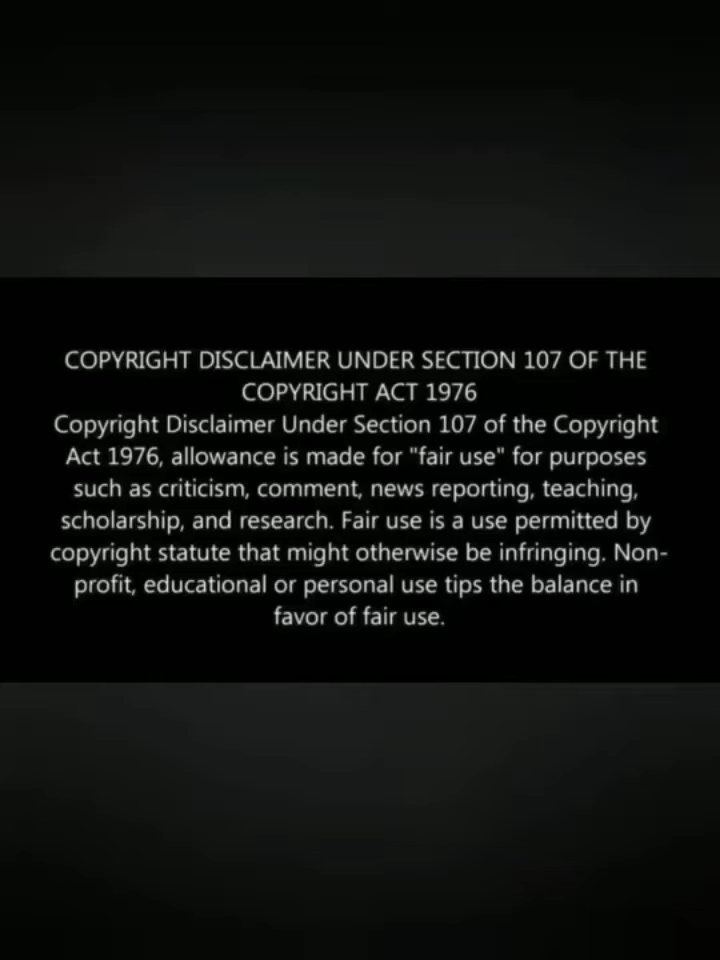 COPYRIGHT DISCLAIMER UNDER SECTION 107 OF THE
COPYRIGHT ACT 1976
Copyright Disclaimer Under Section 107 of the Copyright
Act 1976, allowance is made for "fair use" for purposes
such as criticism, comment, news reporting, teaching,
scholarship, and research. Fair use is a use permitted by
copyright statute that might otherwise be infringing. Non-
profit, educational or personal use tips the balance in
favor of fair use.